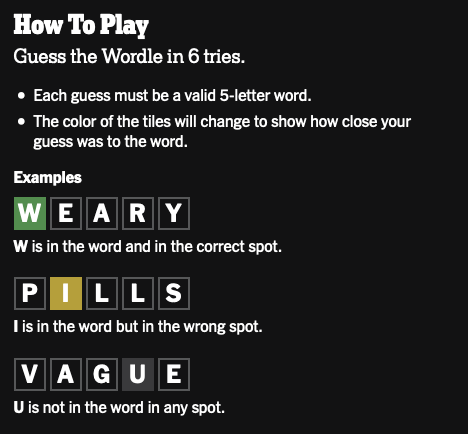 How To Play
Guess the Wordle in 6 tries.
• Each guess must be a valid 5-letter word.
• The color of the tiles will change to show how close your
guess was to the word.
Examples
W E A R Y
W is in the word and in the correct spot.
P I L L S
I is in the word but in the wrong spot.
V A G U E
U is not in the word in any spot.